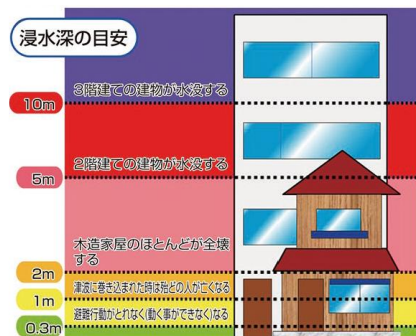 浸水深の目安
3階建ての建物が水没する
10m
2階建ての建物が水没する
5m
木造家屋のほとんどが全壊
する
2m
津波に巻き込まれた時は殆どの人が亡くなる
1m
避難行動がとれなく(動く事ができなく)なる
0.3m